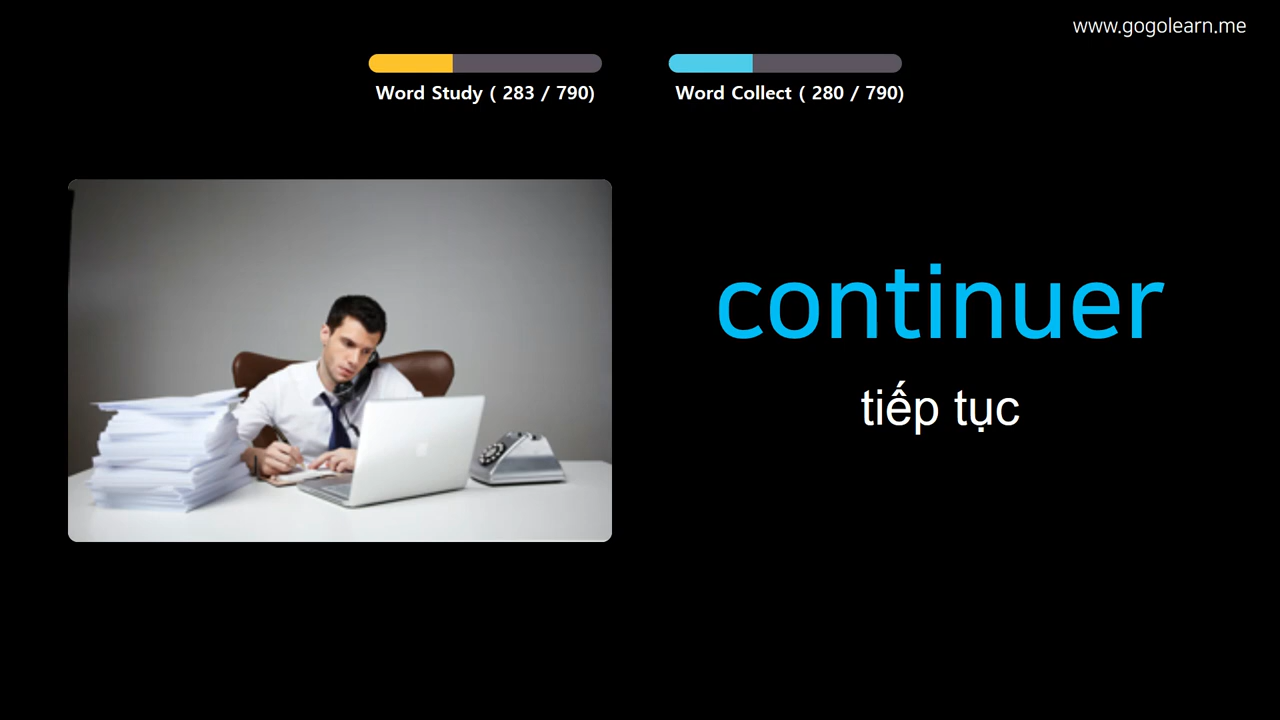 www.gogolearn.me
Word Study ( 283 / 790)
Word Collect ( 280 / 790)
continuer
tiếp tục